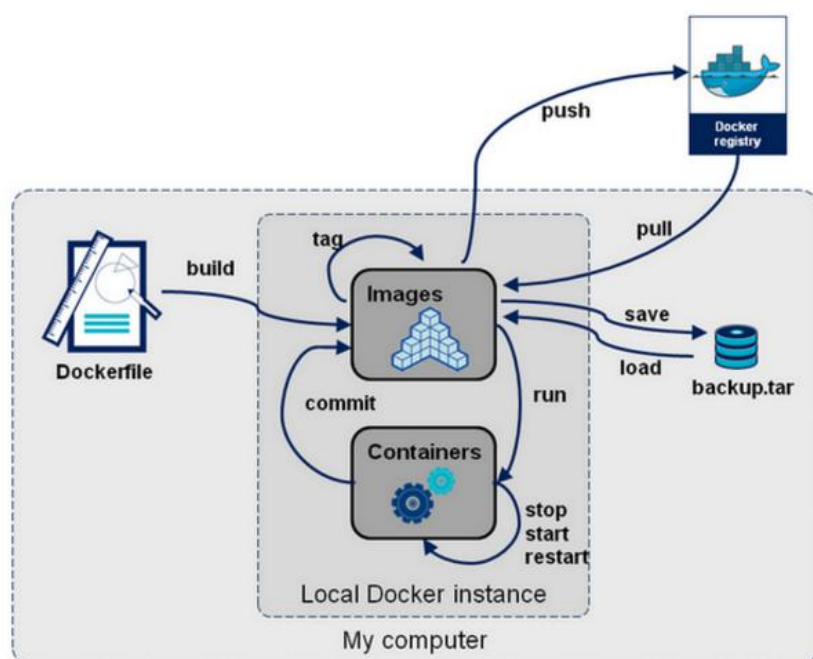 push
Docker
registry
pull
tag
build
Images
save
Dockerfile
load
backup.tar
commit
run
Containers
stop
start
restart
Local Docker instance
My computer